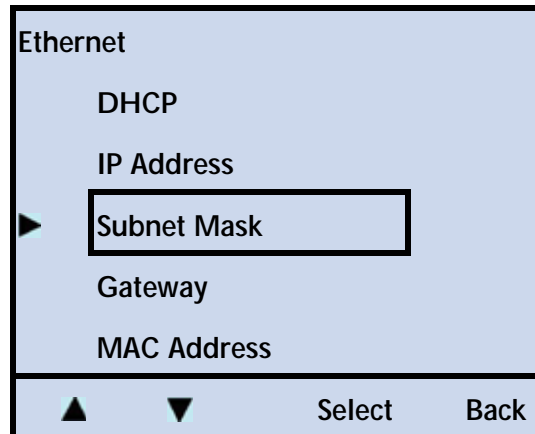 Ethernet
DHCP
IP Address
Subnet Mask
Gateway
MAC Address
Select Back